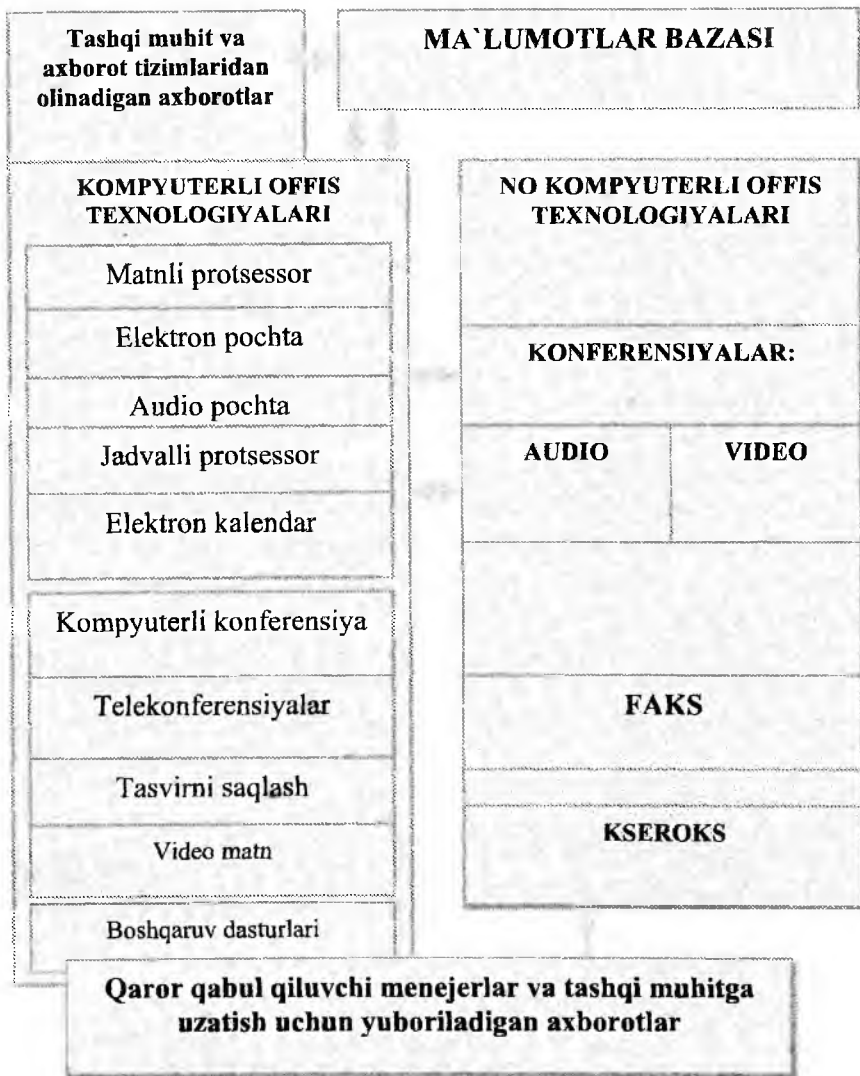 Tashqi muhit va
axborot tizimlaridan
olinadigan axborotlar
MA`LUMOTLAR BAZASI
KOMPYUTERLI OFFIS
TEXNOLOGIYALARI
Matnli protsessor
Elektron pochta
Audio pochta
Jadvalli protsessor
Elektron kalendar
Kompyuterli konferensiya
Telekonferensiyalar
Tasvirni saqlash
Video matn
Boshqaruv dasturlari
NO KOMPYUTERLI OFFIS
TEXNOLOGIYALARI
KONFERENSIYALAR:
AUDIO
VIDEO
FAKS
KSEROKS
Qaror qabul qiluvchi menejerlar va tashqi muhitga
uzatish uchun yuboriladigan axborotlar